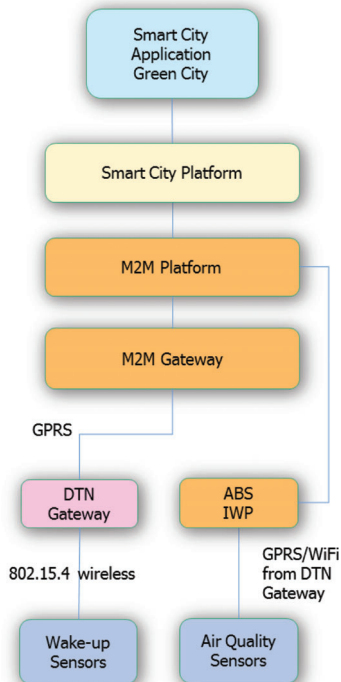 Smart City
Application
Green City
Smart City Platform
M2M Platform
M2M Gateway
GPRS
DTN
Gateway
ABS
IWP
802.15.4 wireless
GPRS/WiFi
from DTN
Gateway
Wake-up
Sensors
Air Quality
Sensors